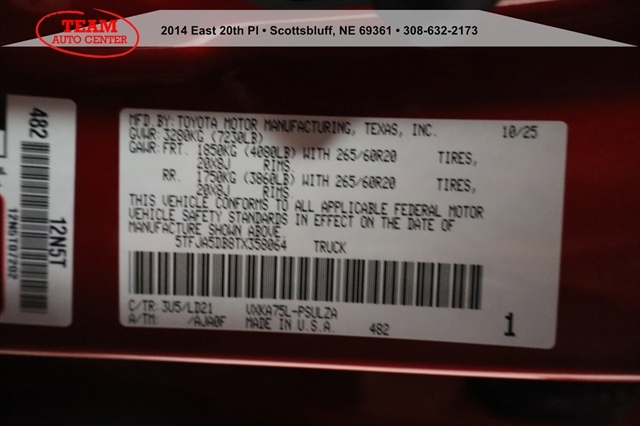 TEAM
AUTO CENTER
2014 East 20th Pl • Scottsbluff, NE 69361 • 308-632-2173
MFD. BY: TOYOTA MOTOR MANUFACTURING, TEXAS, INC. 10/25
GVWR: 3280KG (7230LB)
GAWR: FRT. 1850KG (4080LB) WITH 265/60R20 TIRES,
20X8J RIMS
RR. 1750KG (3860LB) WITH 265/60R20 TIRES,
20X8J RIMS
THIS VEHICLE CONFORMS TO ALL APPLICABLE FEDERAL MOTOR
VEHICLE SAFETY STANDARDS IN EFFECT ON THE DATE OF
MANUFACTURE SHOWN ABOVE
5TFJA5DB8TX358064 TRUCK
C/TR: 3U5/LD21 VXKA75L-PSULZA
A/TM: /AJA0F MADE IN U.S.A. 482
1
482
12N5T